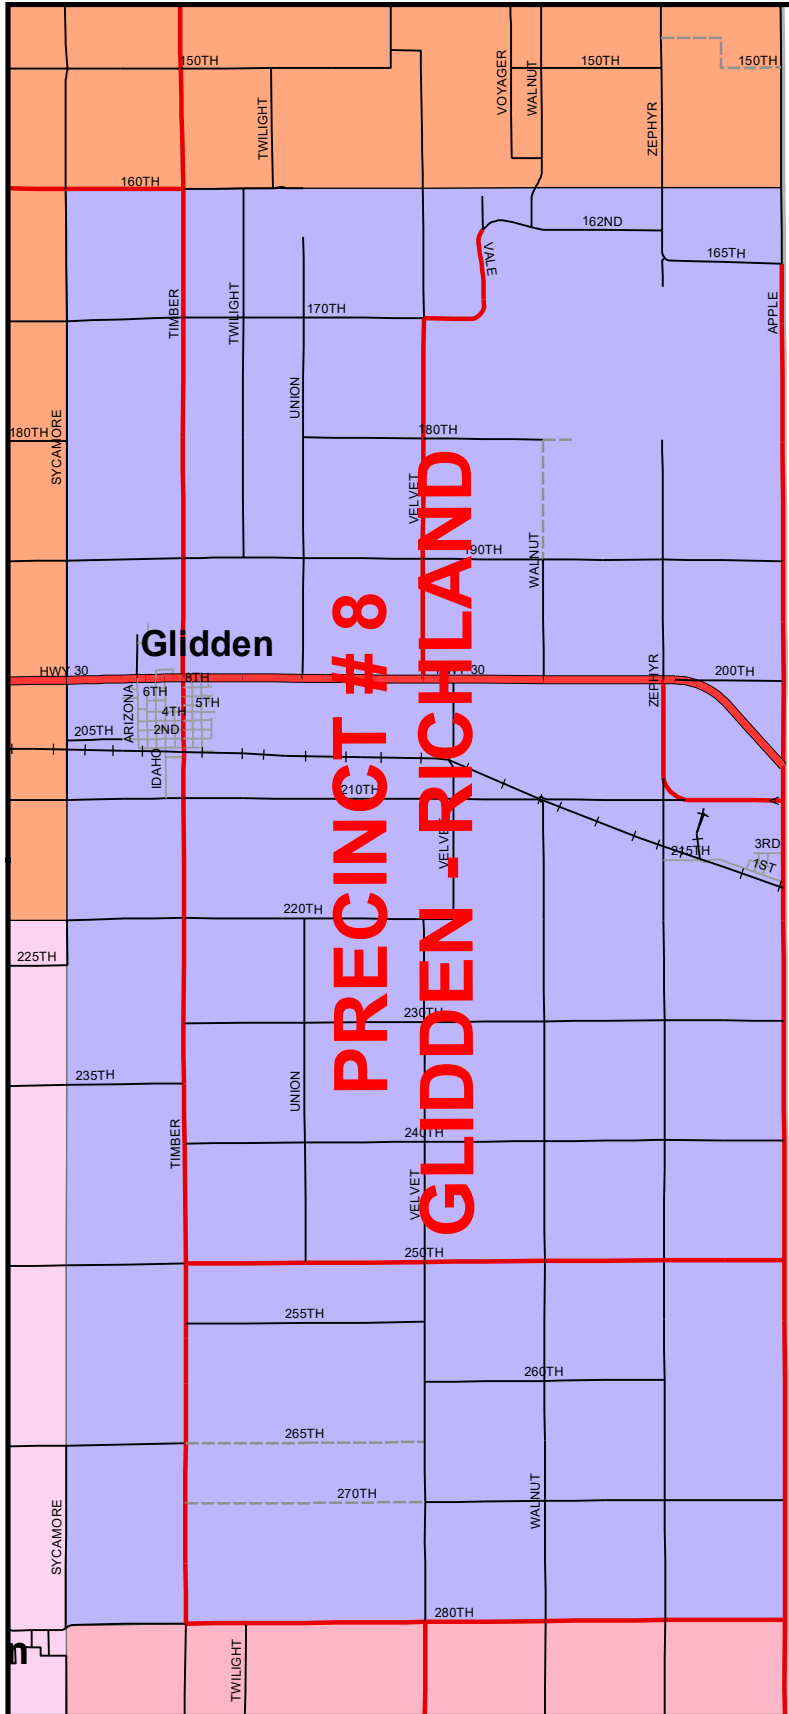 150TH
150TH
150TH
VOYAGER
WALNUT
TWILIGHT
ZEPHYR
160TH
162ND
VALE
165TH
TIMBER
TWILIGHT
170TH
APPLE
UNION
SYCAMORE
180TH
180TH
VELVET
190TH
WALNUT
Glidden
HWY 30
30
200TH
ZEPHYR
8TH
6TH
5TH
4TH
2ND
ARIZONA
205TH
IDAHO
210TH
VELVET
215TH
3RD
1ST
PRECINCT # 8
GLIDDEN - RICHLAND
220TH
225TH
230TH
235TH
UNION
TIMBER
240TH
VELVET
250TH
255TH
260TH
265TH
270TH
WALNUT
SYCAMORE
280TH
TWILIGHT
n